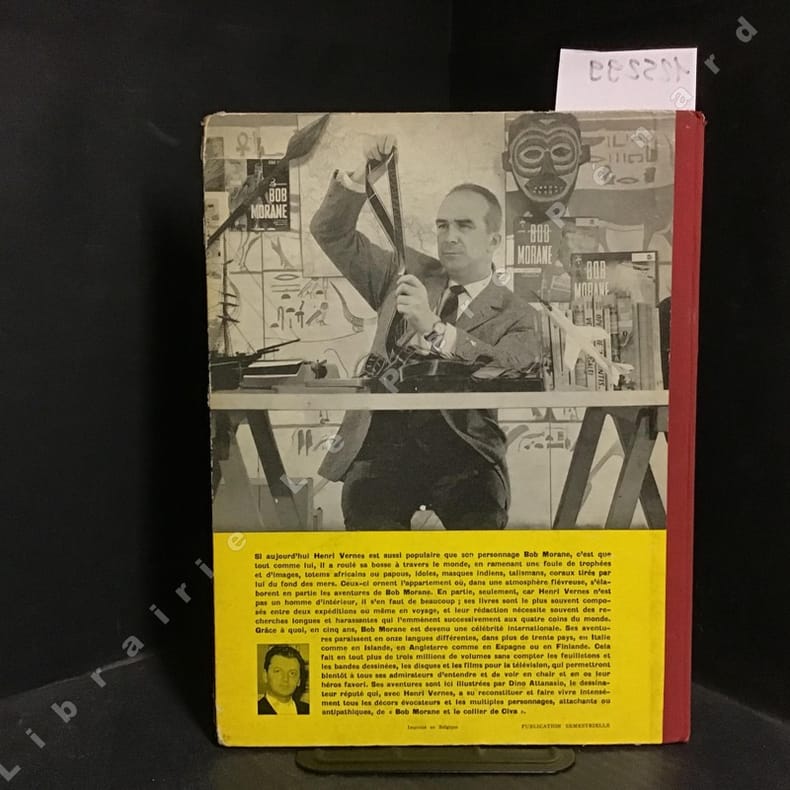 125299
BOB
MORANE
BOB
MORANE
BOB
MORANE
Si aujourd'hui Henri Vernes est aussi populaire que son personnage Bob Morane, c'est que
tout comme lui, il a roulé sa bosse à travers le monde, en ramenant une foule de trophées
et d'images, totems africains ou papous, idoles, masques indiens, talismans, coraux tirés par
lui du fond des mers. Ceux-ci ornent l'appartement où, dans une atmosphère fiévreuse, s'éla-
borent en partie les aventures de Bob Morane. En partie, seulement, car Henri Vernes n'est
pas un homme d'intérieur, il s'en faut de beaucoup ; ses livres sont le plus souvent compo-
sés entre deux expéditions où même en voyage, et leur rédaction nécessite souvent des re-
cherches longues et harassantes qui l'emmènent successivement aux quatre coins du monde.
Grâce à quoi, en cinq ans, Bob Morane est devenu une célébrité internationale. Ses aventu-
res paraissent en onze langues différentes, dans plus de trente pays, en Italie
comme en Islande, en Angleterre comme en Espagne ou en Finlande. Cela
fait en tout plus de trois millions de volumes sans compter les feuilletons et
les bandes dessinées, les disques et les films pour la télévision, qui permettront
bientôt à tous ses admirateurs d'entendre et de voir en chair et en os leur
héros favori. Ses aventures sont ici illustrées par Dino Attanasio, le dessina-
teur réputé qui, avec Henri Vernes, a su reconstituer et faire vivre intensé-
ment tous les décors évocateurs et les multiples personnages, attachants ou
antipathiques, de « Bob Morane et le collier de Çiva ».
Imprimé en Belgique
PUBLICATION SEMESTRIELLE
Librairie Le Père Pénard